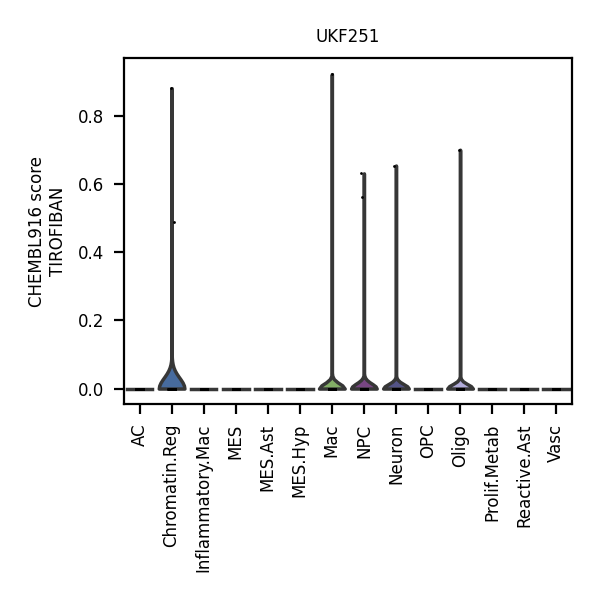 UKF251
CHEMBL916 score
TIROFIBAN
0.8
0.6
0.4
0.2
0.0
AC
Chromatin.Reg
Inflammatory.Mac
MES
MES.Ast
MES.Hyp
Mac
NPC
Neuron
OPC
Oligo
Prolif.Metab
Reactive.Ast
Vasc